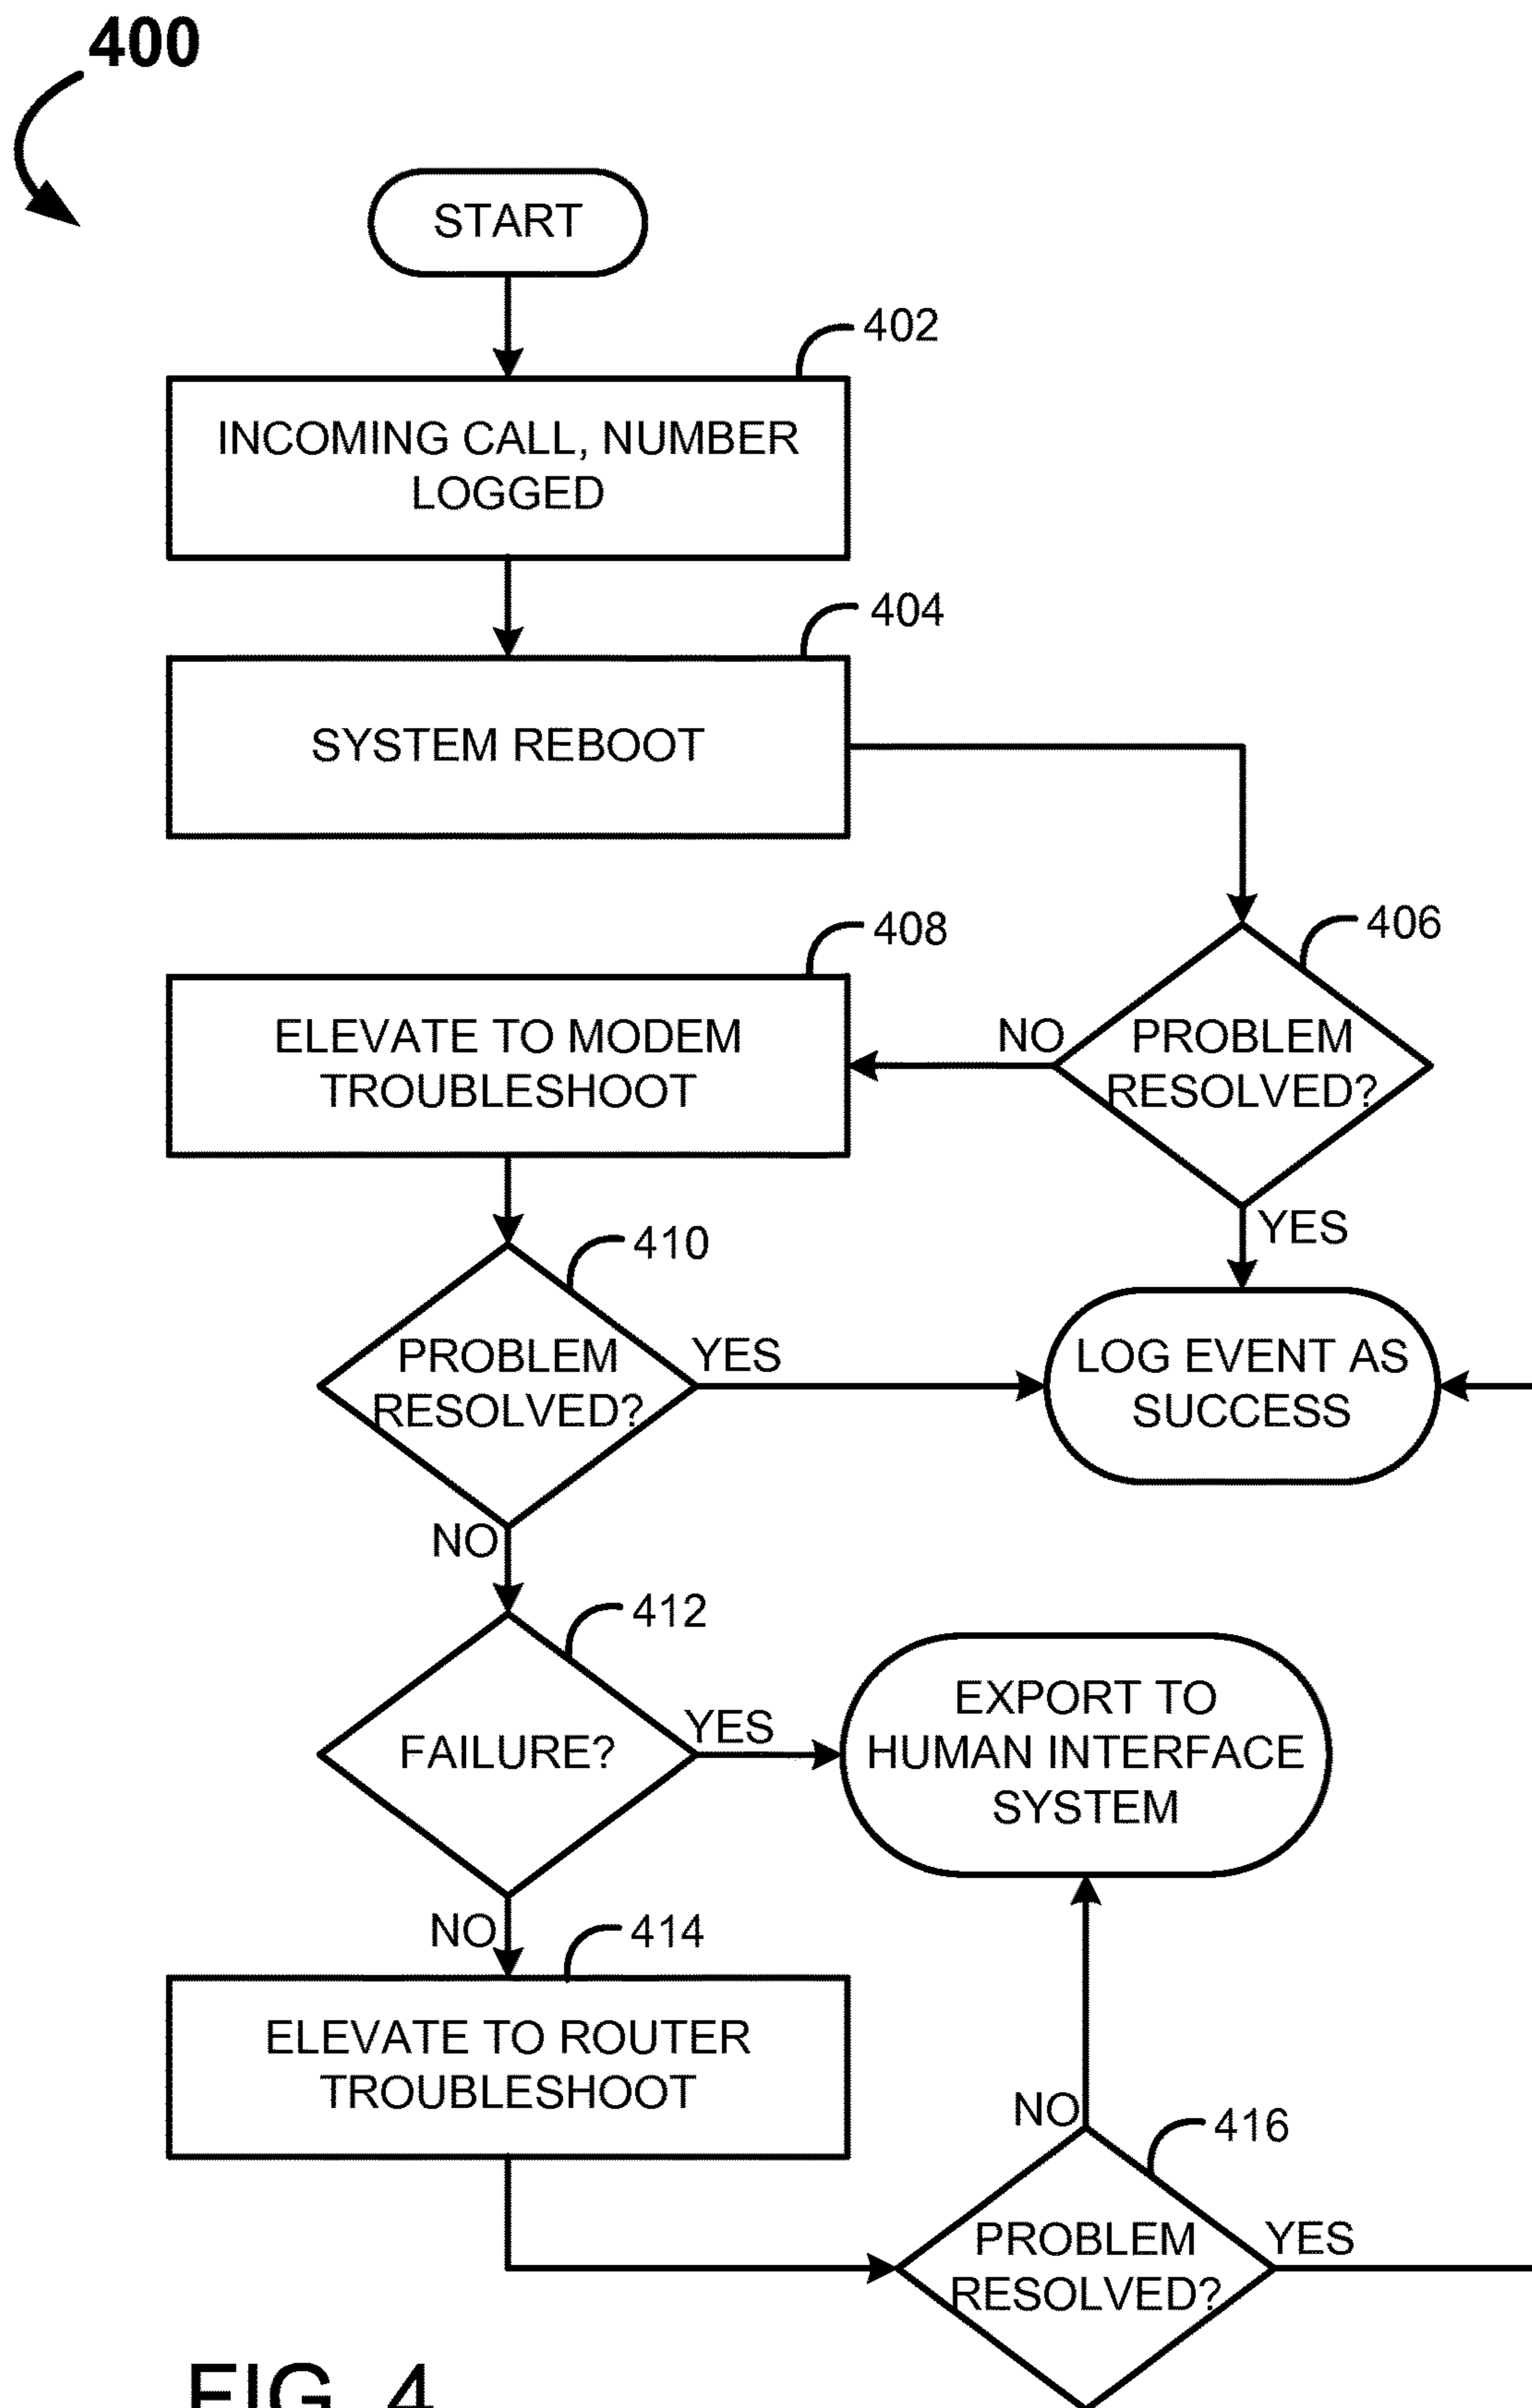 400
START
402
INCOMING CALL, NUMBER
LOGGED
404
SYSTEM REBOOT
406
PROBLEM
RESOLVED?
NO
YES
408
ELEVATE TO MODEM
TROUBLESHOOT
410
PROBLEM
RESOLVED?
YES
NO
LOG EVENT AS
SUCCESS
412
FAILURE?
YES
NO
EXPORT TO
HUMAN INTERFACE
SYSTEM
414
ELEVATE TO ROUTER
TROUBLESHOOT
416
NO
PROBLEM
RESOLVED?
YES
FIG. 4